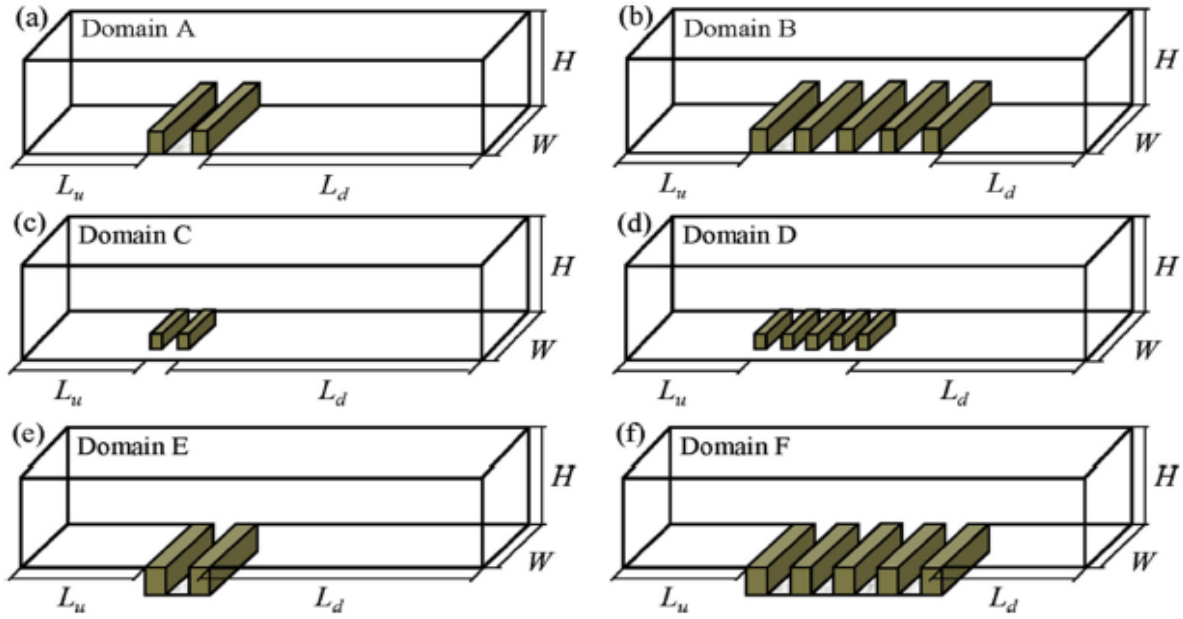 (a)
Domain A
H
W
L_u
L_d
(b)
Domain B
H
W
L_u
L_d
(c)
Domain C
H
W
L_u
L_d
(d)
Domain D
H
W
L_u
L_d
(e)
Domain E
H
W
L_u
L_d
(f)
Domain F
H
W
L_u
L_d